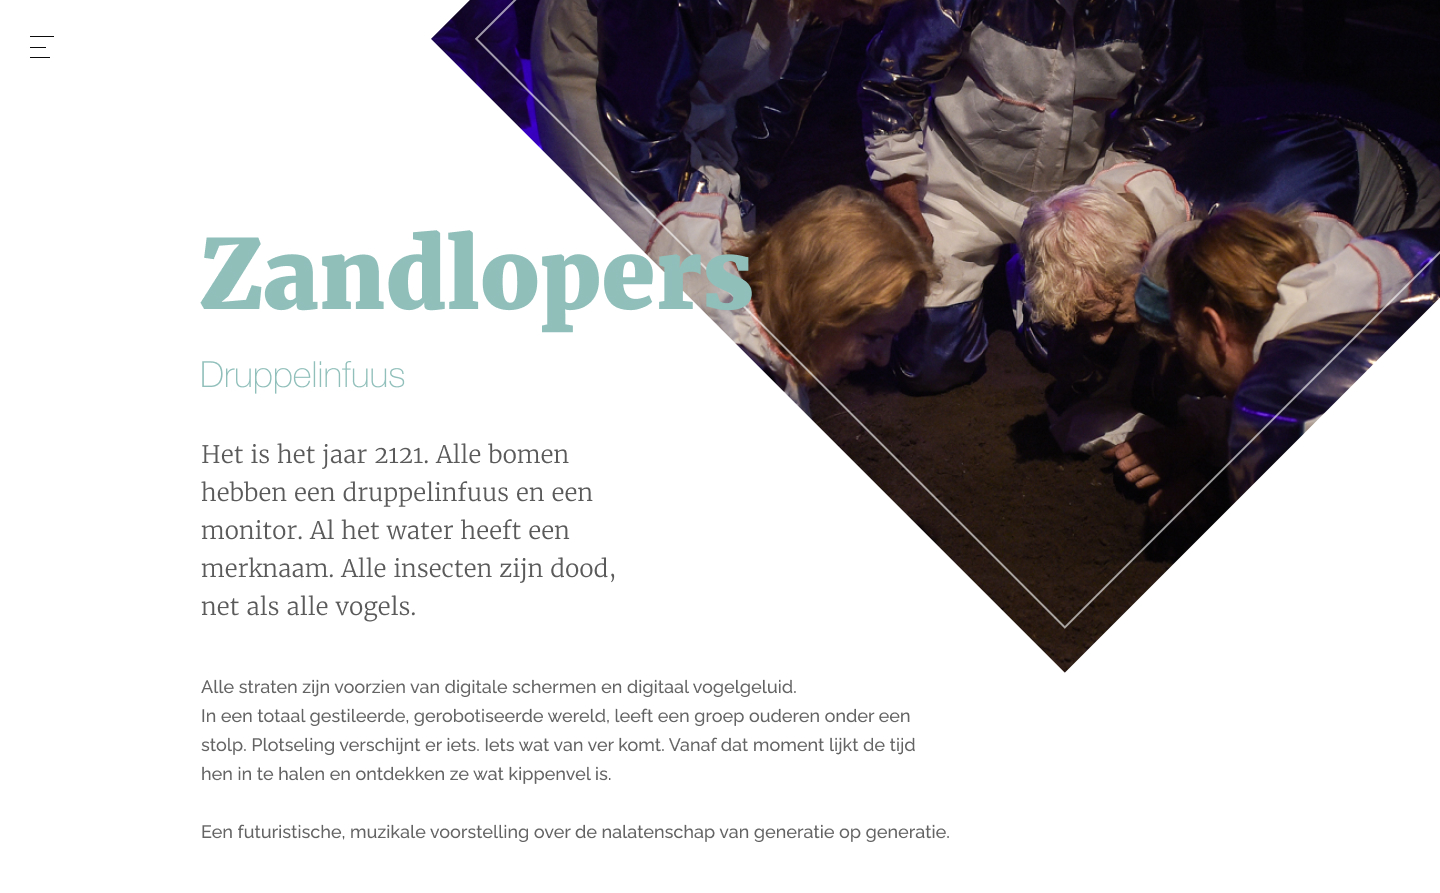 Zandlopers
Druppelinfuus
Het is het jaar 2121. Alle bomen
hebben een druppelinfuus en een
monitor. Al het water heeft een
merknaam. Alle insecten zijn dood,
net als alle vogels.
Alle straten zijn voorzien van digitale schermen en digitaal vogelgeluid.
In een totaal gestileerde, gerobotiseerde wereld, leeft een groep ouderen onder een
stolp. Plotseling verschijnt er iets. Iets wat van ver komt. Vanaf dat moment lijkt de tijd
hen in te halen en ontdekken ze wat kippenvel is.
Een futuristische, muzikale voorstelling over de nalatenschap van generatie op generatie.